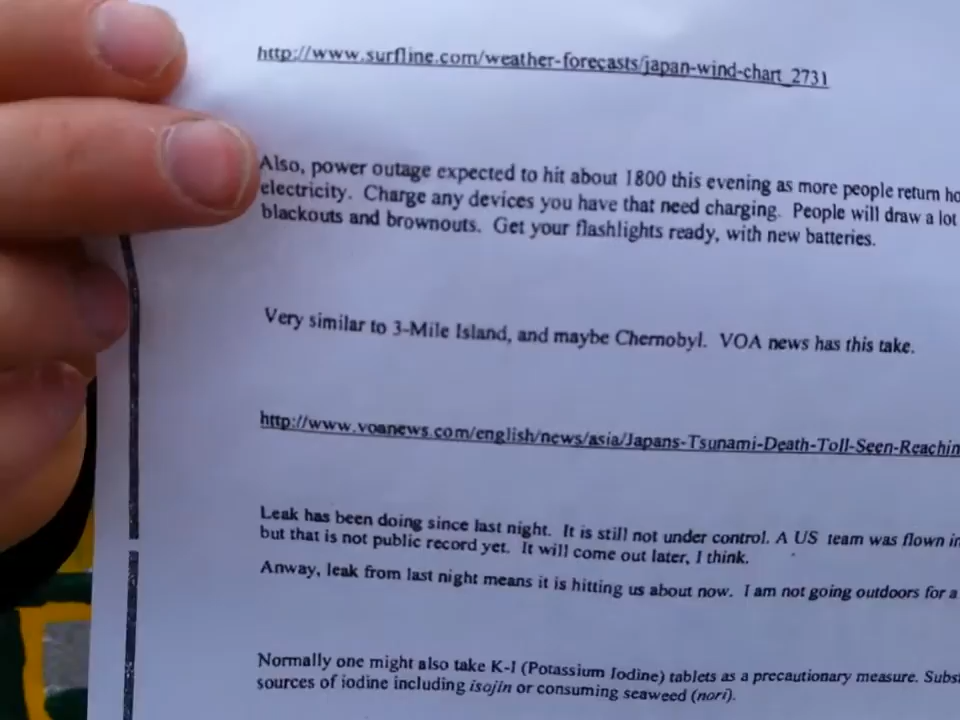 http://www.surfline.com/weather-forecasts/japan-wind-chart_2731
Also, power outage expected to hit about 1800 this evening as more people return ho
electricity. Charge any devices you have that need charging. People will draw a lot
blackouts and brownouts. Get your flashlights ready, with new batteries.
Very similar to 3-Mile Island, and maybe Chernobyl. VOA news has this take.
http://www.voanews.com/english/news/asia/Japans-Tsunami-Death-Toll-Seen-Reachin
Leak has been doing since last night. It is still not under control. A US team was flown in
but that is not public record yet. It will come out later, I think.
Anway, leak from last night means it is hitting us about now. I am not going outdoors for a
Normally one might also take K-I (Potassium Iodine) tablets as a precautionary measure. Subs
sources of iodine including isojin or consuming seaweed (nori).